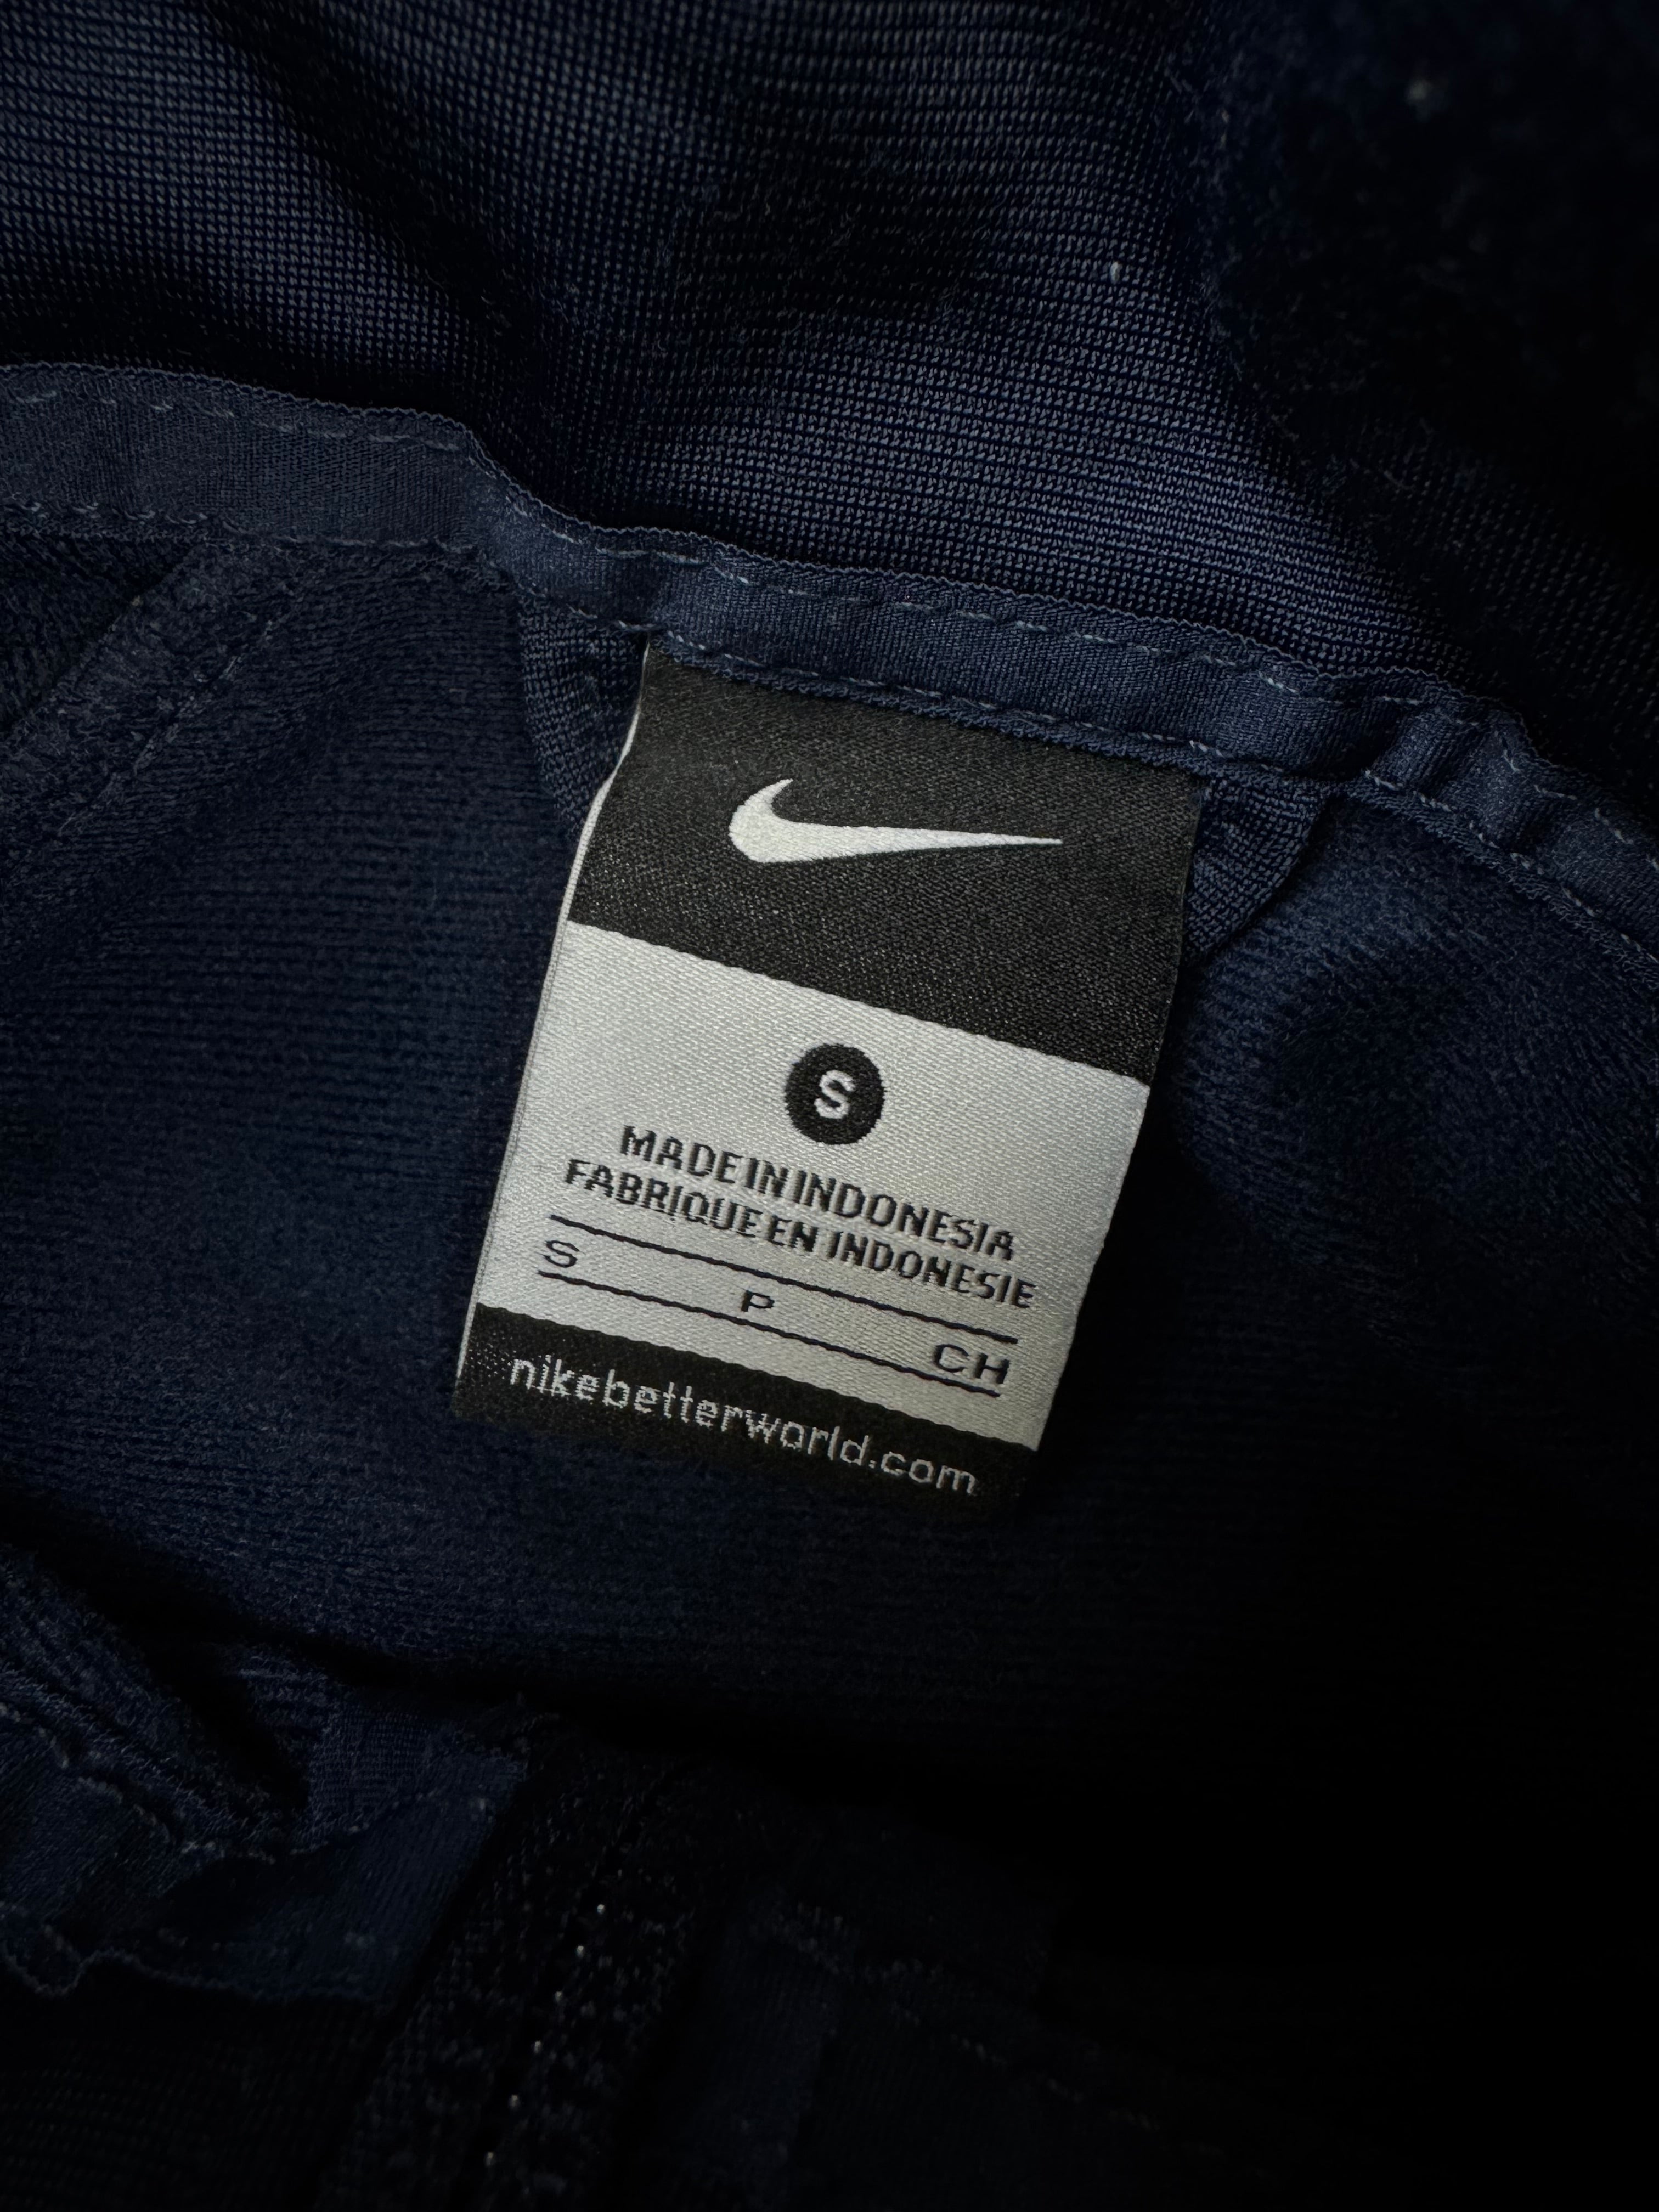 S
MADE IN INDONESIA
FABRIQUE EN INDONESIE
S P CH
nikebetterworld.com